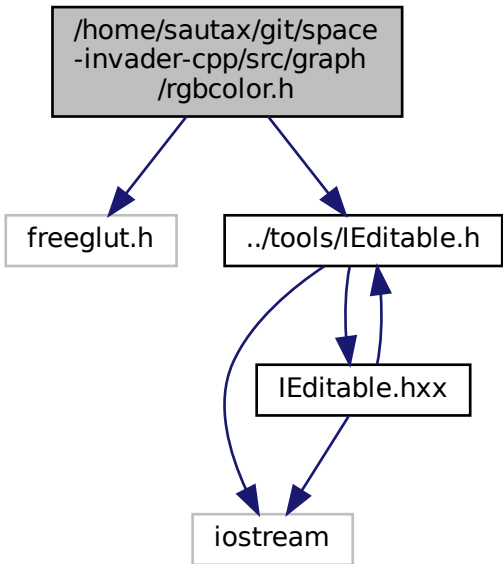 /home/sautax/git/space
-invader-cpp/src/graph
/rgbcolor.h
freeglut.h
../tools/IEditable.h
IEditable.hxx
iostream